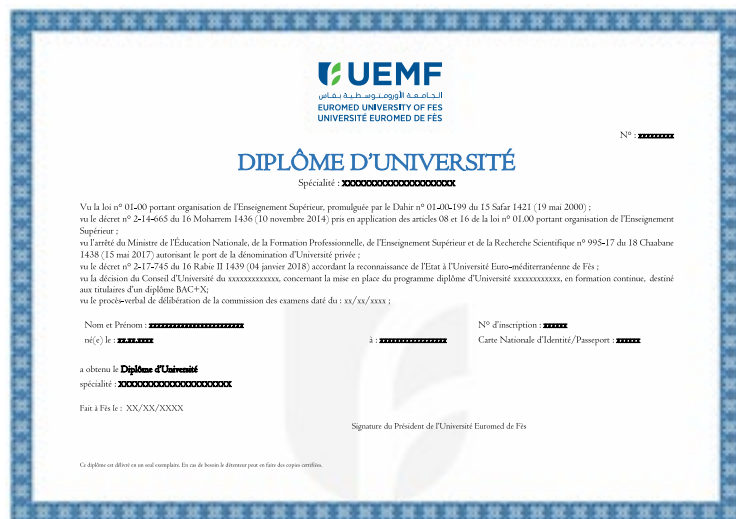 UEMF
الجامعة الأورومتوسطية بفاس
EUROMED UNIVERSITY OF FES
UNIVERSITÉ EUROMED DE FÈS
N° : xxxxxxxxx
DIPLÔME D'UNIVERSITÉ
Spécialité : xxxxxxxxxxxxxxxxxxxxxx
Vu la loi n° 01-00 portant organisation de l'Enseignement Supérieur, promulguée par le Dahir n° 01-00-199 du 15 Safar 1421 (19 mai 2000) ;
vu le décret n° 2-14-665 du 16 Moharrem 1436 (10 novembre 2014) pris en application des articles 08 et 16 de la loi n° 01.00 portant organisation de l'Enseignement
Supérieur ;
vu l'arrêté du Ministre de l'Éducation Nationale, de la Formation Professionnelle, de l'Enseignement Supérieur et de la Recherche Scientifique n° 995-17 du 18 Chaabane
1438 (15 mai 2017) autorisant le port de la dénomination d'Université privée ;
vu le décret n° 2-17-745 du 16 Rabie II 1439 (04 janvier 2018) accordant la reconnaissance de l'Etat à l'Université Euro-méditerranéenne de Fès ;
vu la décision du Conseil d'Université du xxxxxxxxxxxxx, concernant la mise en place du programme diplôme d'Université xxxxxxxxxxxx, en formation continue, destiné
aux titulaires d'un diplôme BAC+X;
vu le procès-verbal de délibération de la commission des examens daté du : xx/xx/xxxx ;
Nom et Prénom : xxxxxxxxxxxxxxxxxxxxxxxx N° d'inscription : xxxxxx
né(e) le : xx.xx.xxxx à : xxxxxxxxxxxxxxxxx Carte Nationale d'Identité/Passeport : xxxxxx
a obtenu le Diplôme d'Université
spécialité : XXXXXXXXXXXXXXXXXXXXXX
Fait à Fès le : XX/XX/XXXX
Signature du Président de l'Université Euromed de Fès
Ce diplôme est délivré en un seul exemplaire. En cas de besoin le détenteur peut en faire des copies certifiées.